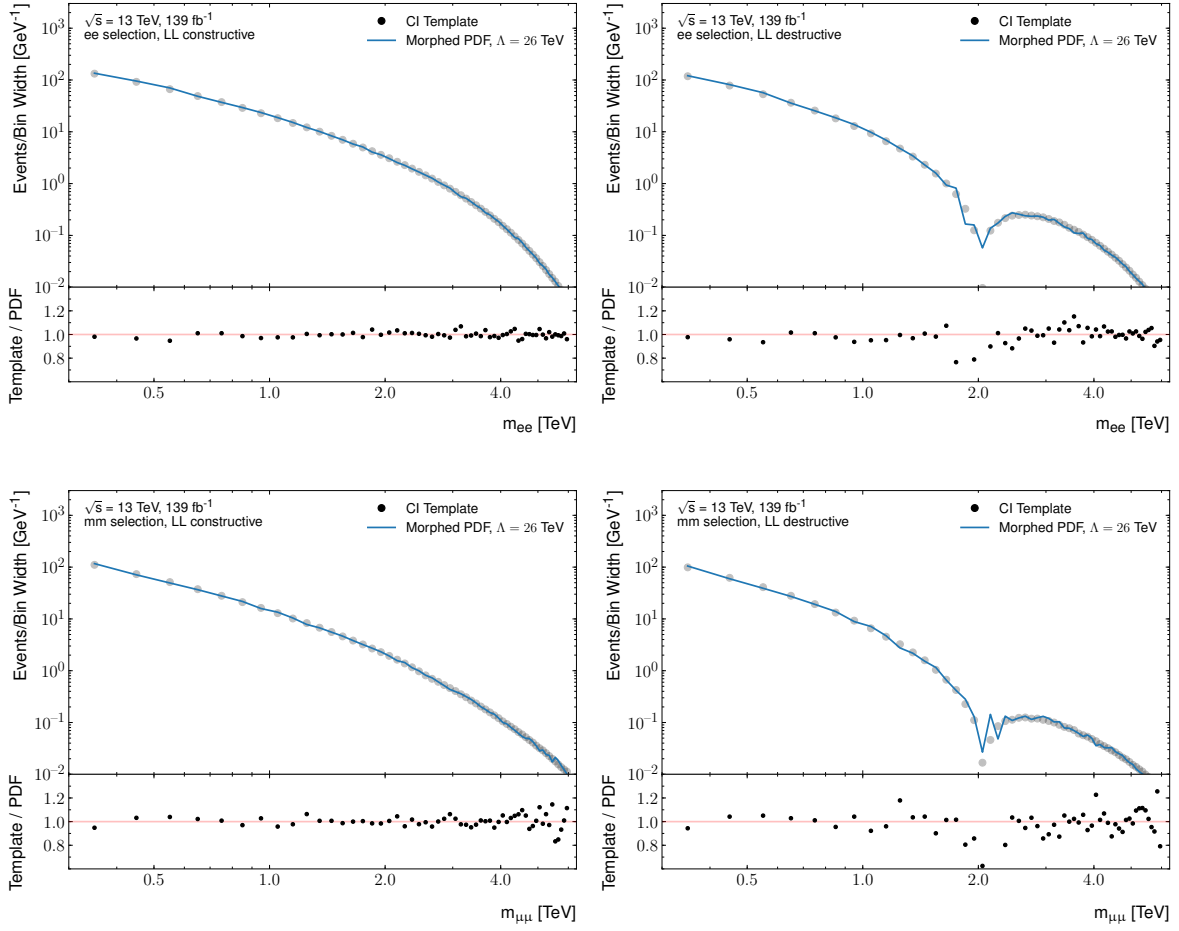 √s = 13 TeV, 139 fb⁻¹
ee selection, LL constructive
CI Template
Morphed PDF, Λ = 26 TeV
Events/Bin Width [GeV⁻¹]
10³
10²
10¹
10⁰
10⁻¹
10⁻²
Template / PDF
1.2
1.0
0.8
0.5 1.0 2.0 4.0
m_ee [TeV]
√s = 13 TeV, 139 fb⁻¹
ee selection, LL destructive
CI Template
Morphed PDF, Λ = 26 TeV
Events/Bin Width [GeV⁻¹]
10³
10²
10¹
10⁰
10⁻¹
10⁻²
Template / PDF
1.2
1.0
0.8
0.5 1.0 2.0 4.0
m_ee [TeV]
√s = 13 TeV, 139 fb⁻¹
mm selection, LL constructive
CI Template
Morphed PDF, Λ = 26 TeV
Events/Bin Width [GeV⁻¹]
10³
10²
10¹
10⁰
10⁻¹
10⁻²
Template / PDF
1.2
1.0
0.8
0.5 1.0 2.0 4.0
m_μμ [TeV]
√s = 13 TeV, 139 fb⁻¹
mm selection, LL destructive
CI Template
Morphed PDF, Λ = 26 TeV
Events/Bin Width [GeV⁻¹]
10³
10²
10¹
10⁰
10⁻¹
10⁻²
Template / PDF
1.2
1.0
0.8
0.5 1.0 2.0 4.0
m_μμ [TeV]